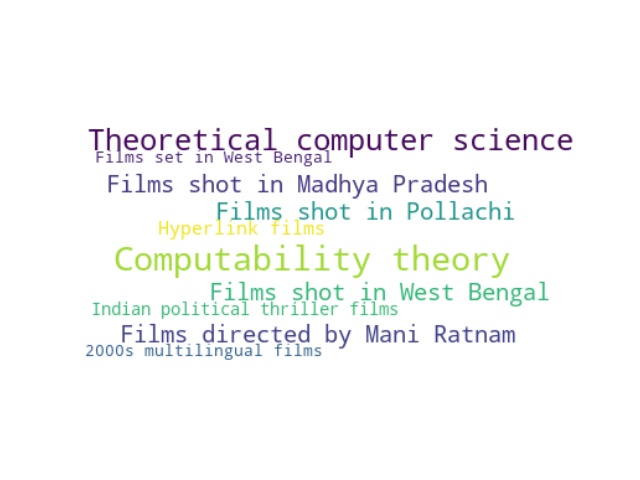 Theoretical computer science
Films set in West Bengal
Films shot in Madhya Pradesh
Films shot in Pollachi
Hyperlink films
Computability theory
Films shot in West Bengal
Indian political thriller films
Films directed by Mani Ratnam
2000s multilingual films